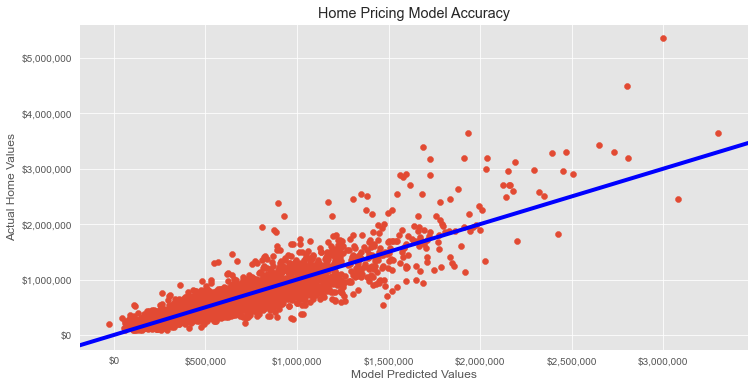 Home Pricing Model Accuracy
Actual Home Values
$5,000,000
$4,000,000
$3,000,000
$2,000,000
$1,000,000
$0
$0 $500,000 $1,000,000 $1,500,000 $2,000,000 $2,500,000 $3,000,000
Model Predicted Values